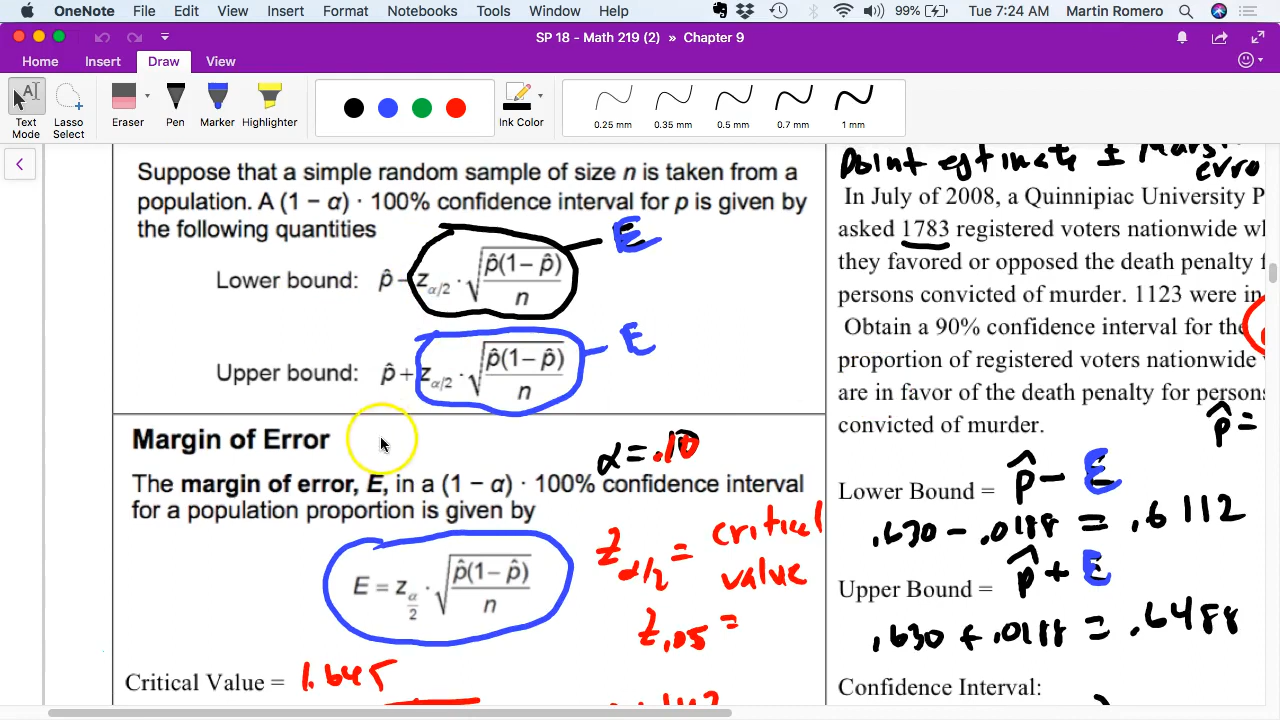 OneNote File Edit View Insert Format Notebooks Tools Window Help 99% Tue 7:24 AM Martin Romero
SP 18 - Math 219 (2) » Chapter 9
Home Insert Draw View
Text Mode
Lasso Select
Eraser
Pen
Marker
Highlighter
Ink Color
0.25 mm 0.35 mm 0.5 mm 0.7 mm 1 mm
Suppose that a simple random sample of size n is taken from a
population. A (1 − α) · 100% confidence interval for p is given by
the following quantities
Lower bound: p̂ − z_{α/2} · √(p̂(1−p̂)/n) E
Upper bound: p̂ + z_{α/2} · √(p̂(1−p̂)/n) E
Margin of Error
α = .10
The margin of error, E, in a (1 − α) · 100% confidence interval
for a population proportion is given by
E = z_{α/2} · √(p̂(1−p̂)/n)
z_{α/2} = critical value
z_{.05} =
Critical Value = 1.645
Point estimate ±
erro
In July of 2008, a Quinnipiac University P
asked 1783 registered voters nationwide wh
they favored or opposed the death penalty f
persons convicted of murder. 1123 were in
Obtain a 90% confidence interval for the
proportion of registered voters nationwide
are in favor of the death penalty for persons
convicted of murder.
p̂ =
Lower Bound = p̂ − E
.630 − .0188 = .6112
Upper Bound = p̂ + E
.630 + .0188 = .6488
Confidence Interval: